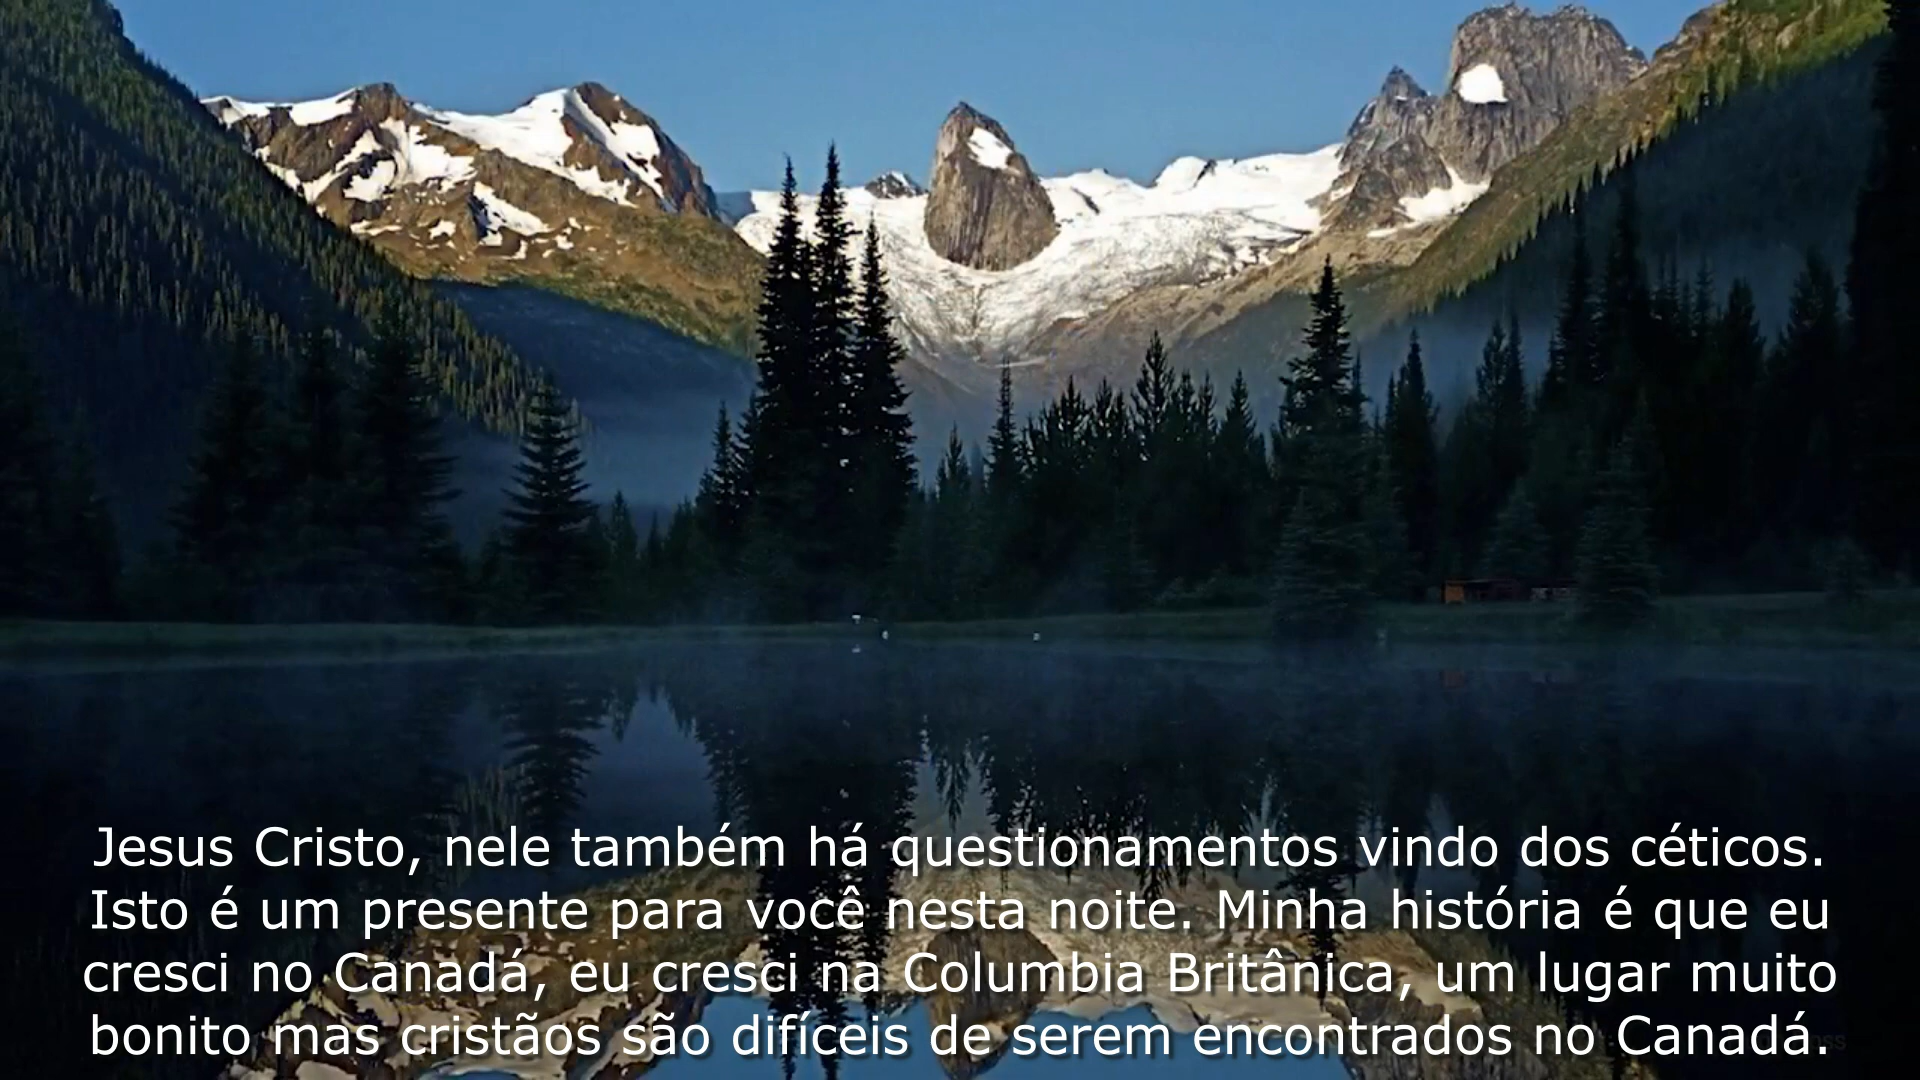 Jesus Cristo, nele também há questionamentos vindo dos céticos.
Isto é um presente para você nesta noite. Minha história é que eu
cresci no Canadá, eu cresci na Columbia Britânica, um lugar muito
bonito mas cristãos são difíceis de serem encontrados no Canadá.